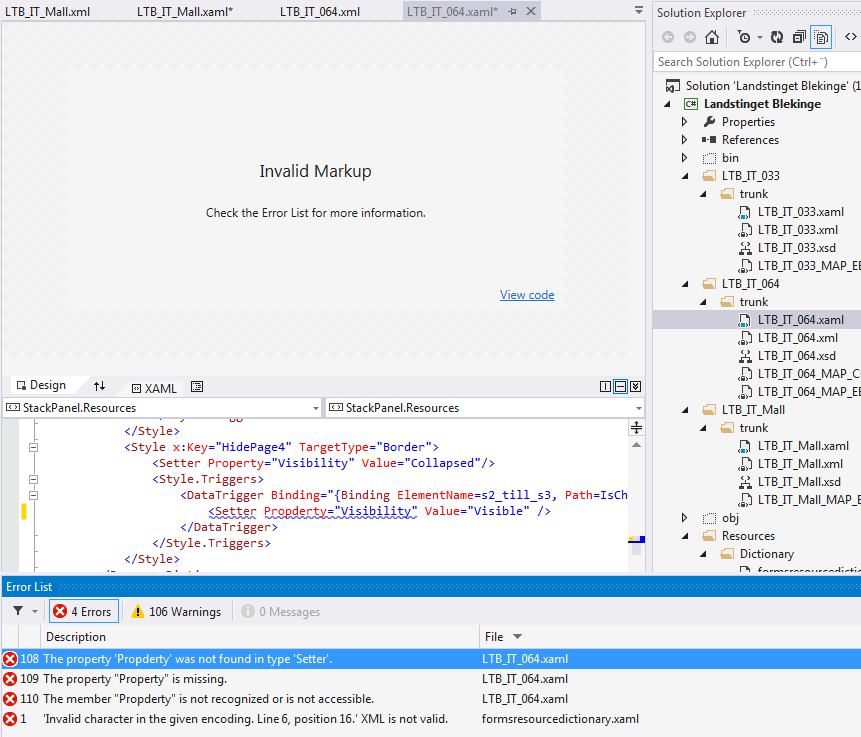 LTB_IT_Mall.xml LTB_IT_Mall.xaml* LTB_IT_064.xml LTB_IT_064.xaml*
Invalid Markup
Check the Error List for more information.
View code
Design XAML
StackPanel.Resources StackPanel.Resources
</Style>
<Style x:Key="HidePage4" TargetType="Border">
<Setter Property="Visibility" Value="Collapsed"/>
<Style.Triggers>
<DataTrigger Binding="{Binding ElementName=s2_till_s3, Path=IsCh
<Setter Propderty="Visibility" Value="Visible" />
</DataTrigger>
</Style.Triggers>
</Style>
Solution Explorer
Search Solution Explorer (Ctrl+¨)
Solution 'Landstinget Blekinge' (1
C# Landstinget Blekinge
Properties
References
bin
LTB_IT_033
trunk
LTB_IT_033.xaml
LTB_IT_033.xml
LTB_IT_033.xsd
LTB_IT_033_MAP_EE
LTB_IT_064
trunk
LTB_IT_064.xaml
LTB_IT_064.xml
LTB_IT_064.xsd
LTB_IT_064_MAP_C
LTB_IT_064_MAP_EE
LTB_IT_Mall
trunk
LTB_IT_Mall.xaml
LTB_IT_Mall.xml
LTB_IT_Mall.xsd
LTB_IT_Mall_MAP_E
obj
Resources
Dictionary
formsresourcedictio
Error List
4 Errors 106 Warnings 0 Messages
Description File
108 The property 'Propderty' was not found in type 'Setter'. LTB_IT_064.xaml
109 The property "Property" is missing. LTB_IT_064.xaml
110 The member "Propderty" is not recognized or is not accessible. LTB_IT_064.xaml
1 'Invalid character in the given encoding. Line 6, position 16.' XML is not valid. formsresourcedictionary.xaml